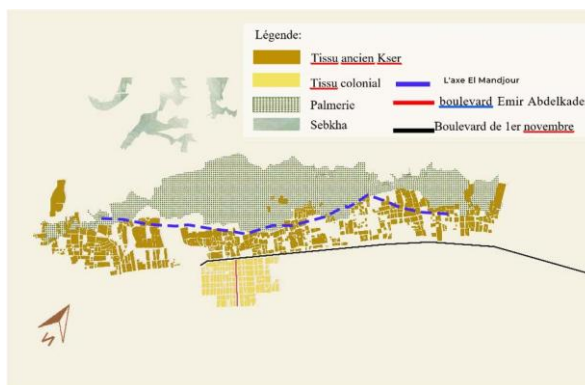 Légende:
Tissu ancien Kser
Tissu colonial
Palmerie
Sebkha
L'axe El Mandjour
boulevard Emir Abdelkade
Boulevard de 1er novembre
N